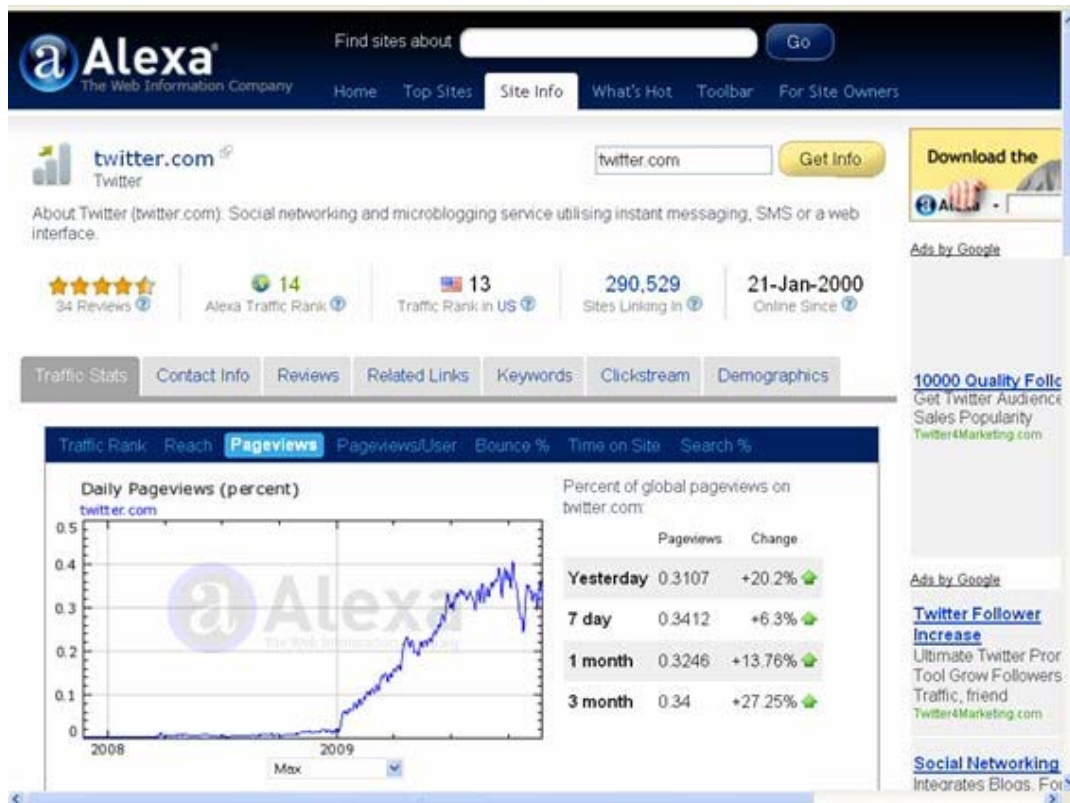 a Alexa®
The Web Information Company
Find sites about
Go
Home Top Sites Site Info What's Hot Toolbar For Site Owners
twitter.com
Twitter
twitter.com Get Info
About Twitter (twitter.com): Social networking and microblogging service utilising instant messaging, SMS or a web
interface.
34 Reviews ?
14
Alexa Traffic Rank ?
13
Traffic Rank in US ?
290,529
Sites Linking In ?
21-Jan-2000
Online Since ?
Traffic Stats Contact Info Reviews Related Links Keywords Clickstream Demographics
Traffic Rank Reach Pageviews Pageviews/User Bounce % Time on Site Search %
Daily Pageviews (percent)
twitter.com
0.5
0.4
0.3
0.2
0.1
0
2008 2009
a Alexa
The Web Information Company
Max
Percent of global pageviews on
twitter.com:
Pageviews Change
Yesterday 0.3107 +20.2%
7 day 0.3412 +6.3%
1 month 0.3246 +13.76%
3 month 0.34 +27.25%
Download the
a Alexa
Ads by Google
10000 Quality Follo
Get Twitter Audience
Sales Popularity
Twitter4Marketing.com
Ads by Google
Twitter Follower
Increase
Ultimate Twitter Pror
Tool Grow Followers
Traffic, friend
Twitter4Marketing.com
Social Networking
Integrates Blogs, For